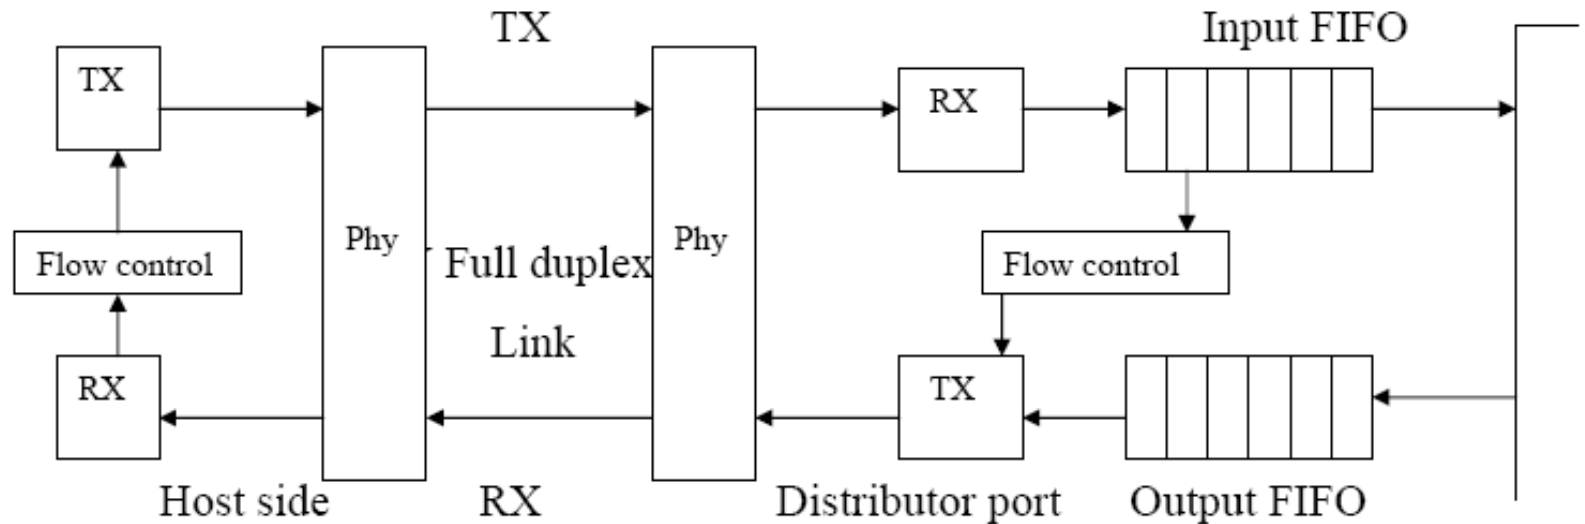 TX
Input FIFO
TX
RX
Phy
Phy
Flow control
Full duplex
Flow control
Link
RX
TX
Host side
RX
Distributor port
Output FIFO